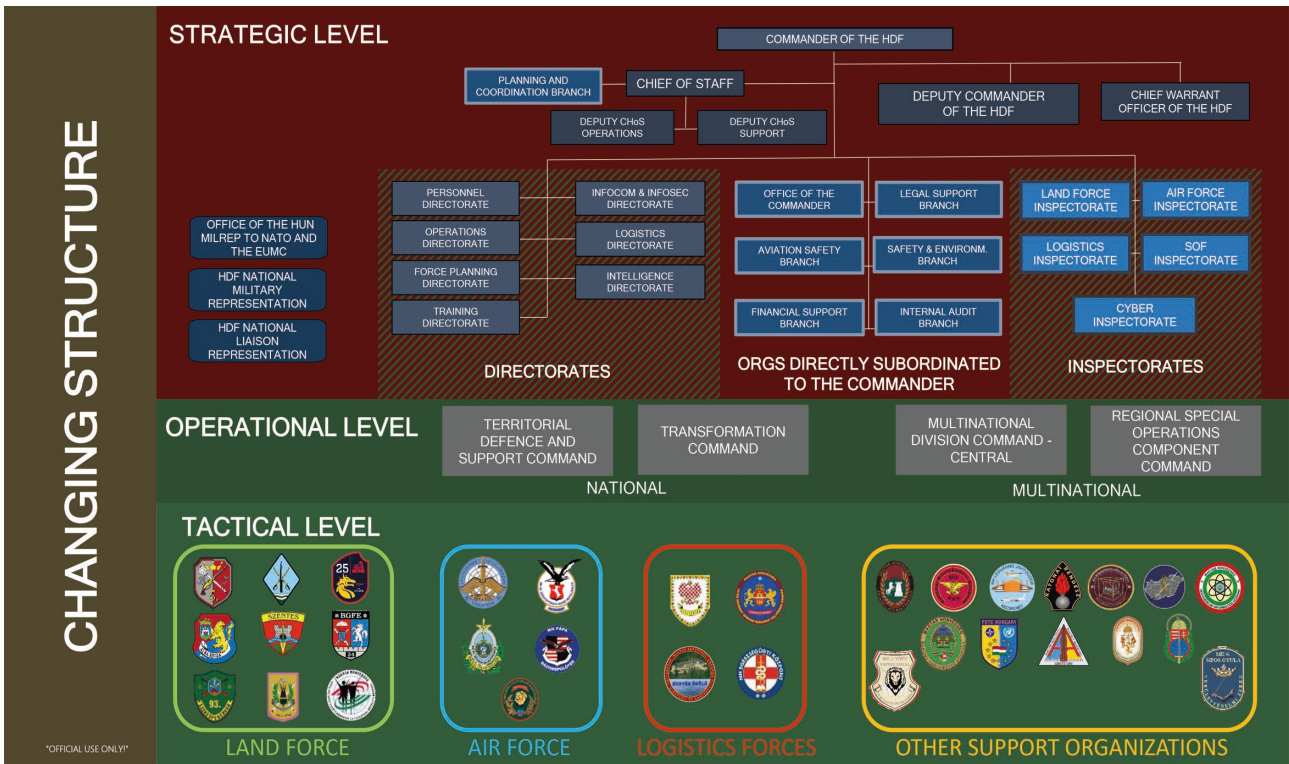 CHANGING STRUCTURE
"OFFICIAL USE ONLY!"
STRATEGIC LEVEL
COMMANDER OF THE HDF
PLANNING AND
COORDINATION BRANCH
CHIEF OF STAFF
DEPUTY COMMANDER
OF THE HDF
CHIEF WARRANT
OFFICER OF THE HDF
DEPUTY CHoS
OPERATIONS
DEPUTY CHoS
SUPPORT
OFFICE OF THE HUN
MILREP TO NATO AND
THE EUMC
HDF NATIONAL
MILITARY
REPRESENTATION
HDF NATIONAL
LIAISON
REPRESENTATION
PERSONNEL
DIRECTORATE
INFOCOM & INFOSEC
DIRECTORATE
OPERATIONS
DIRECTORATE
LOGISTICS
DIRECTORATE
FORCE PLANNING
DIRECTORATE
INTELLIGENCE
DIRECTORATE
TRAINING
DIRECTORATE
DIRECTORATES
OFFICE OF THE
COMMANDER
LEGAL SUPPORT
BRANCH
AVIATION SAFETY
BRANCH
SAFETY & ENVIRONM.
BRANCH
FINANCIAL SUPPORT
BRANCH
INTERNAL AUDIT
BRANCH
ORGS DIRECTLY SUBORDINATED
TO THE COMMANDER
LAND FORCE
INSPECTORATE
AIR FORCE
INSPECTORATE
LOGISTICS
INSPECTORATE
SOF
INSPECTORATE
CYBER
INSPECTORATE
INSPECTORATES
OPERATIONAL LEVEL
TERRITORIAL
DEFENCE AND
SUPPORT COMMAND
TRANSFORMATION
COMMAND
NATIONAL
MULTINATIONAL
DIVISION COMMAND -
CENTRAL
REGIONAL SPECIAL
OPERATIONS
COMPONENT
COMMAND
MULTINATIONAL
TACTICAL LEVEL
25
SZENTES
BGFE
24
93.
LAND FORCE
AIR FORCE
LOGISTICS FORCES
PSTC HUNGARY
OTHER SUPPORT ORGANIZATIONS